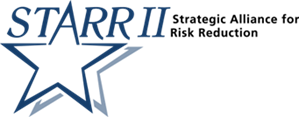 STARR II
Strategic Alliance for
Risk Reduction